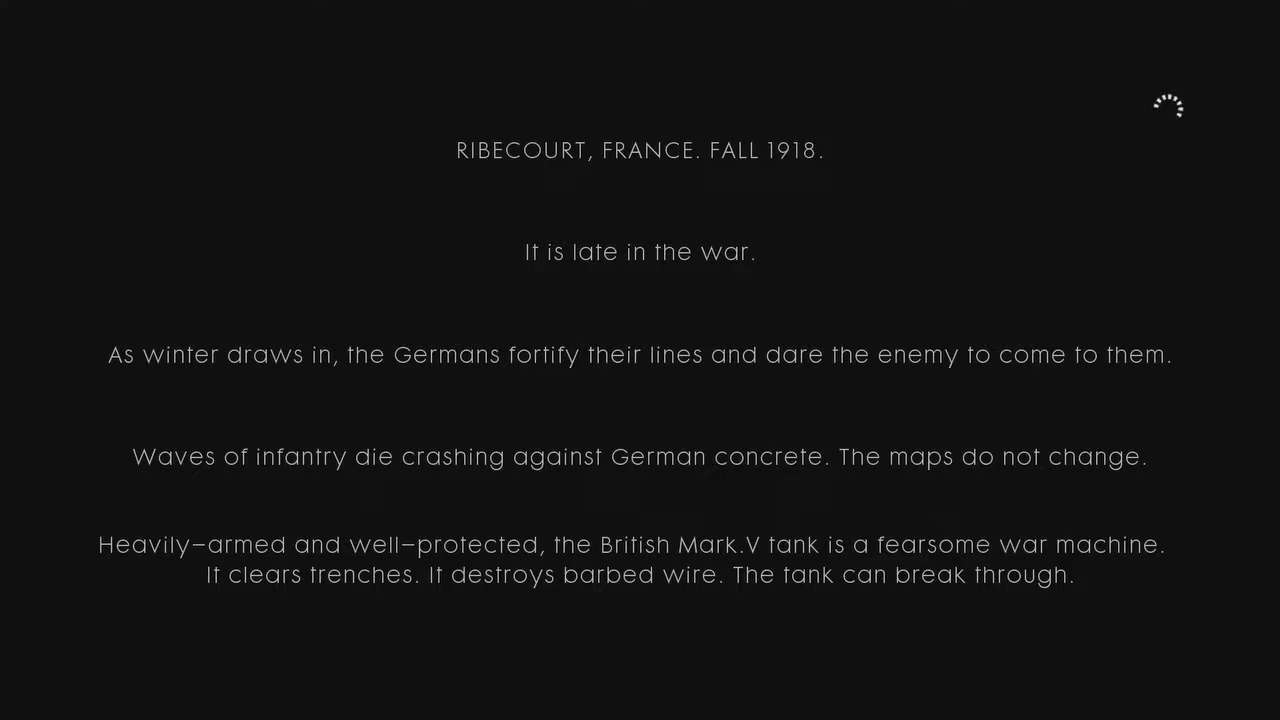 RIBECOURT, FRANCE. FALL 1918.
It is late in the war.
As winter draws in, the Germans fortify their lines and dare the enemy to come to them.
Waves of infantry die crashing against German concrete. The maps do not change.
Heavily-armed and well-protected, the British Mark.V tank is a fearsome war machine.
It clears trenches. It destroys barbed wire. The tank can break through.